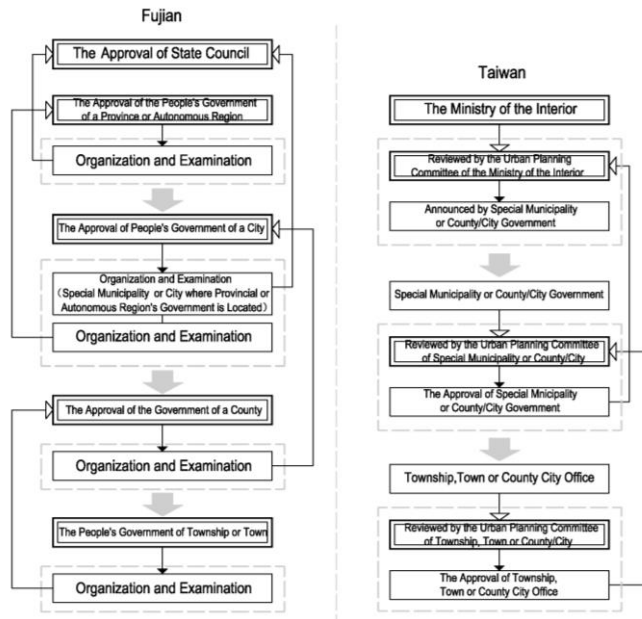 Fujian
The Approval of State Council
The Approval of the People's Government
of a Province or Autonomous Region
Organization and Examination
The Approval of People's Government of a City
Organization and Examination
(Special Municipality or City where Provincial or
Autonomous Region's Government is Located)
Organization and Examination
The Approval of the Government of a County
Organization and Examination
The People's Government of Township or Town
Organization and Examination
Taiwan
The Ministry of the Interior
Reviewed by the Urban Planning
Committee of the Ministry of the Interior
Announced by Special Municipality
or County/City Government
Special Municipality or County/City Government
Reviewed by the Urban Planning Committee
of Special Municipality or County/City
The Approval of Special Mnicipality
or County/City Government
Township,Town or County City Office
Reviewed by the Urban Planning Committee
of Township, Town or County/City
The Approval of Township,
Town or County City Office